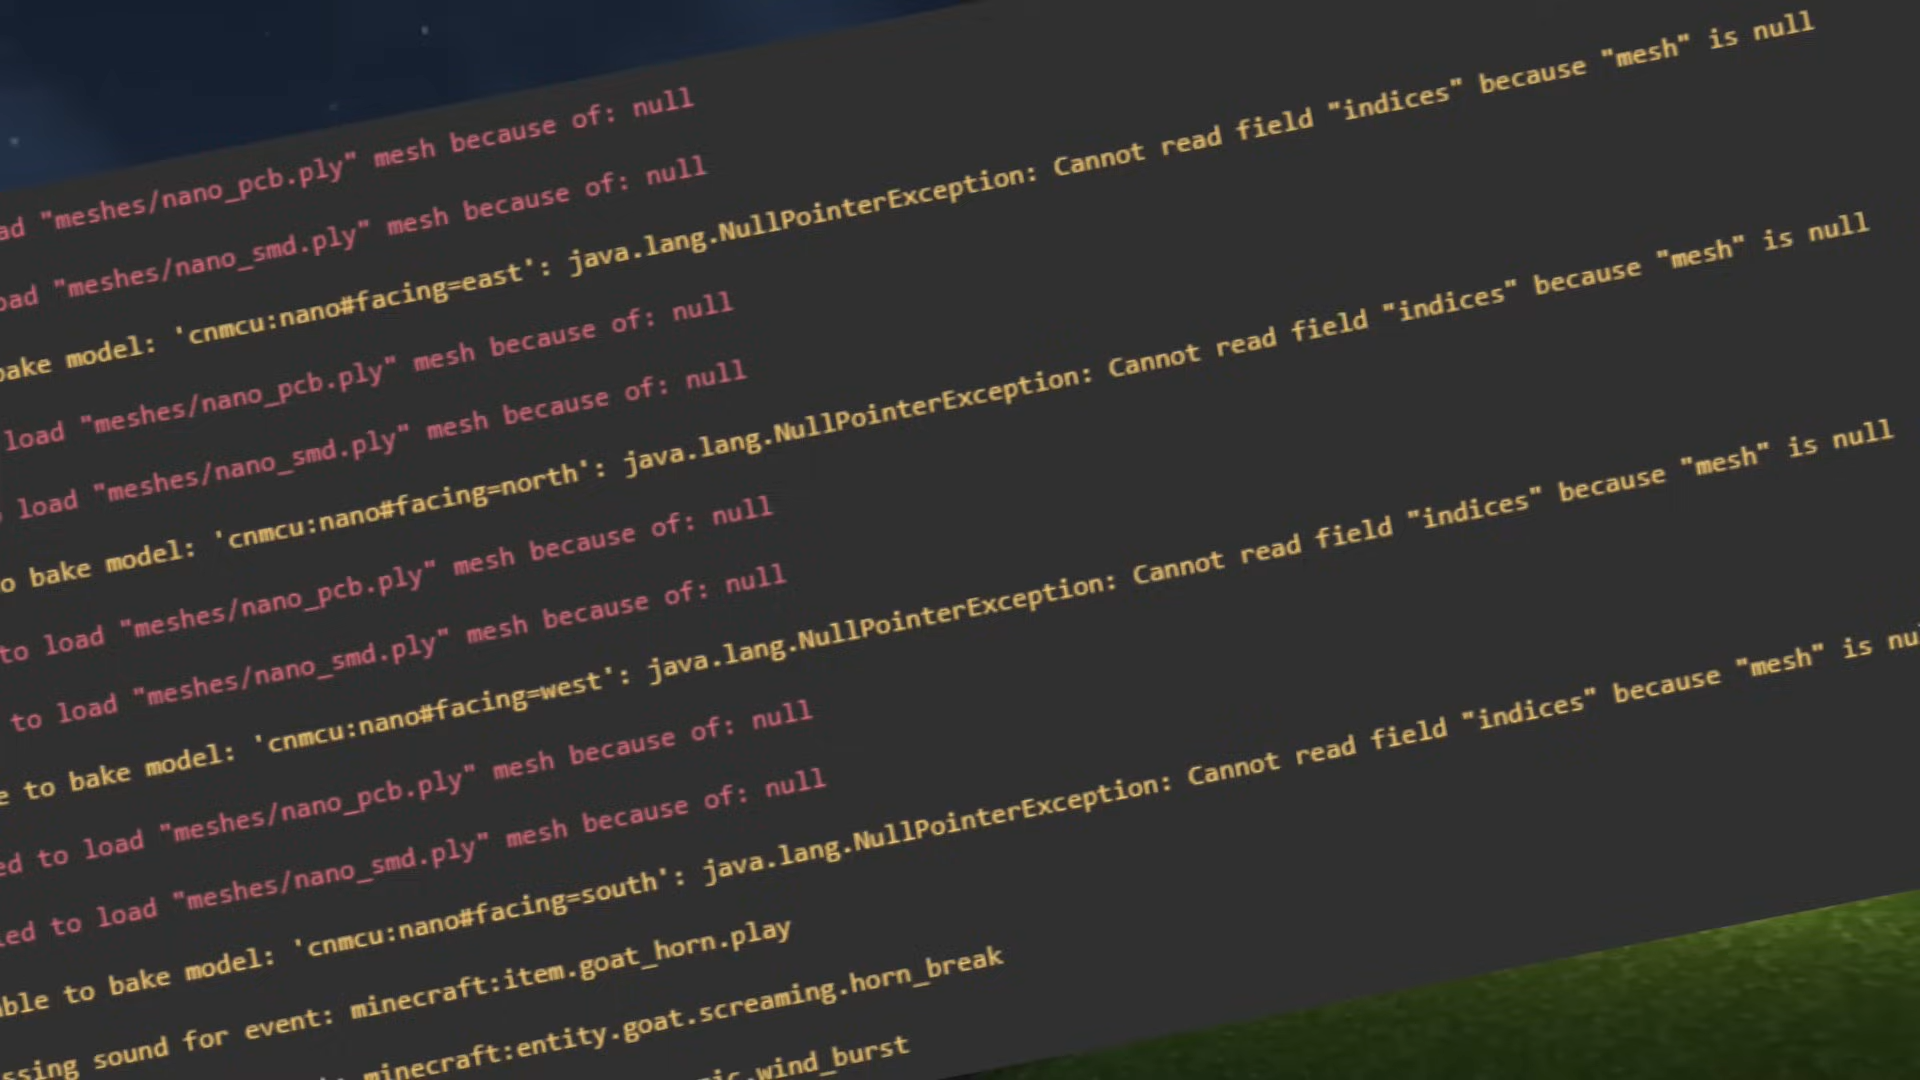 ad "meshes/nano_pcb.ply" mesh because of: null
oad "meshes/nano_smd.ply" mesh because of: null
bake model: 'cnmcu:nano#facing=east': java.lang.NullPointerException: Cannot read field "indices" because "mesh" is null
load "meshes/nano_pcb.ply" mesh because of: null
load "meshes/nano_smd.ply" mesh because of: null
o bake model: 'cnmcu:nano#facing=north': java.lang.NullPointerException: Cannot read field "indices" because "mesh" is null
to load "meshes/nano_pcb.ply" mesh because of: null
to load "meshes/nano_smd.ply" mesh because of: null
e to bake model: 'cnmcu:nano#facing=west': java.lang.NullPointerException: Cannot read field "indices" because "mesh" is null
ed to load "meshes/nano_pcb.ply" mesh because of: null
led to load "meshes/nano_smd.ply" mesh because of: null
ble to bake model: 'cnmcu:nano#facing=south': java.lang.NullPointerException: Cannot read field "indices" because "mesh" is nu
ssing sound for event: minecraft:item.goat_horn.play
minecraft:entity.goat.screaming.horn_break
ic.wind_burst